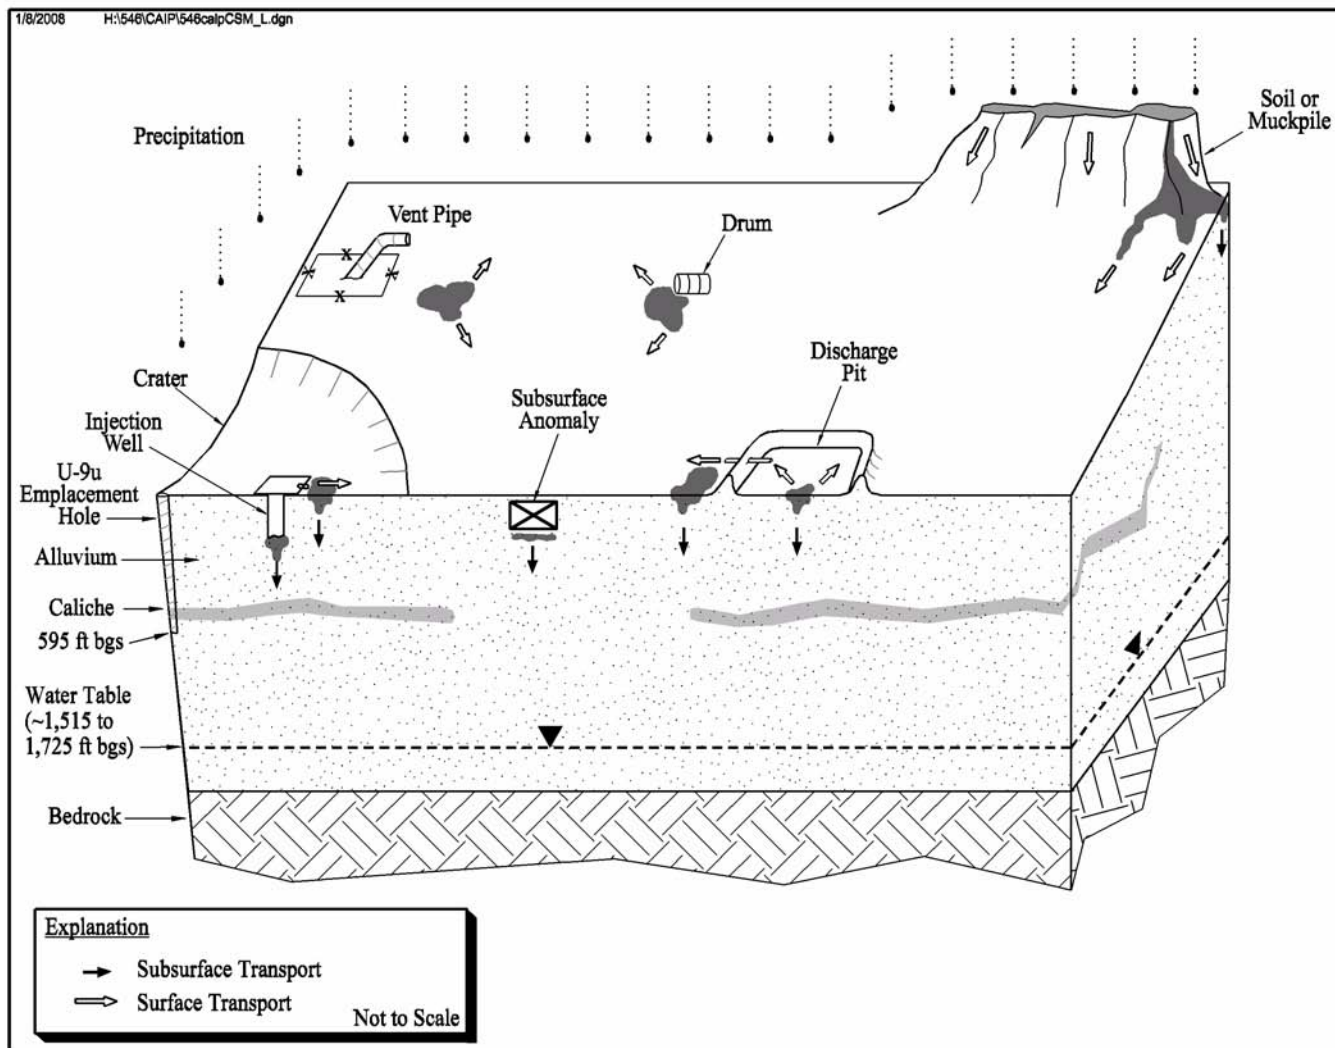 1/8/2008 H:\546\CAIP\546caipCSM_L.dgn
Precipitation
Soil or
Muckpile
Vent Pipe
Drum
Discharge
Pit
Crater
Subsurface
Anomaly
Injection
Well
U-9u
Emplacement
Hole
Alluvium
Caliche
595 ft bgs
Water Table
(~1,515 to
1,725 ft bgs)
Bedrock
Explanation
Subsurface Transport
Surface Transport
Not to Scale